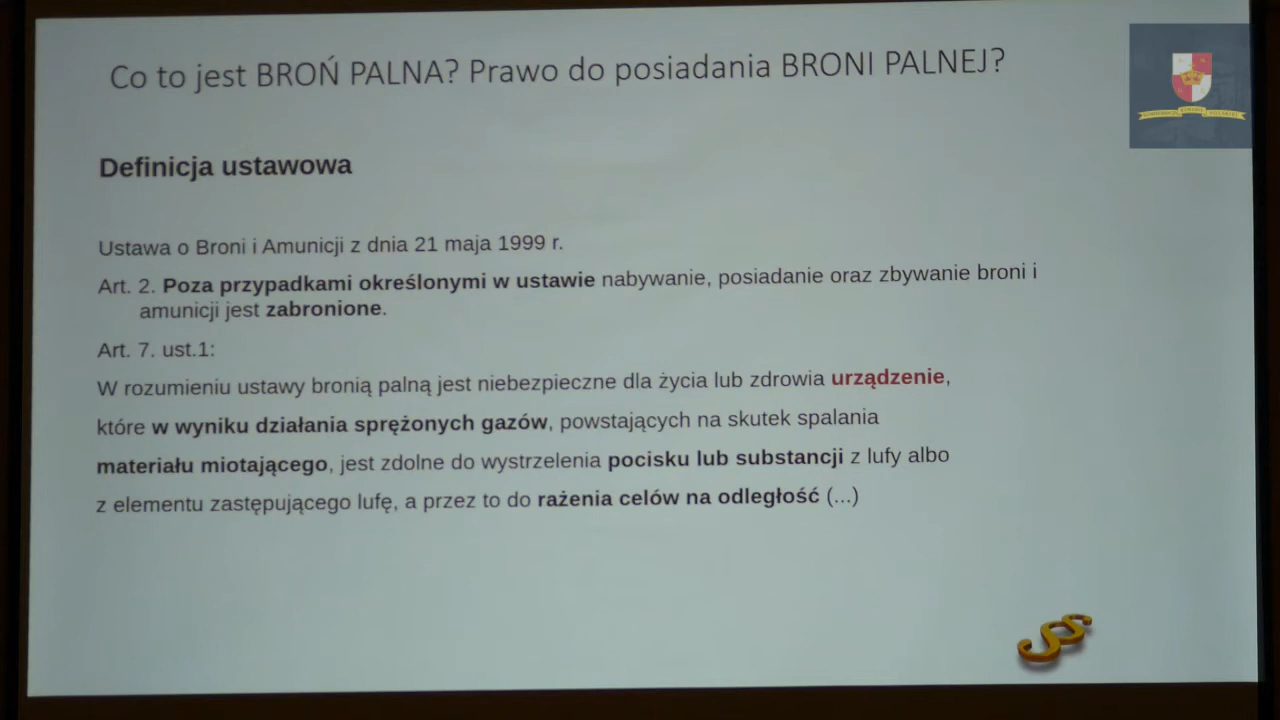 Co to jest BROŃ PALNA? Prawo do posiadania BRONI PALNEJ?
Definicja ustawowa
Ustawa o Broni i Amunicji z dnia 21 maja 1999 r.
Art. 2. Poza przypadkami określonymi w ustawie nabywanie, posiadanie oraz zbywanie broni i
amunicji jest zabronione.
Art. 7. ust.1:
W rozumieniu ustawy bronią palną jest niebezpieczne dla życia lub zdrowia urządzenie,
które w wyniku działania sprężonych gazów, powstających na skutek spalania
materiału miotającego, jest zdolne do wystrzelenia pocisku lub substancji z lufy albo
z elementu zastępującego lufę, a przez to do rażenia celów na odległość (...)
§§